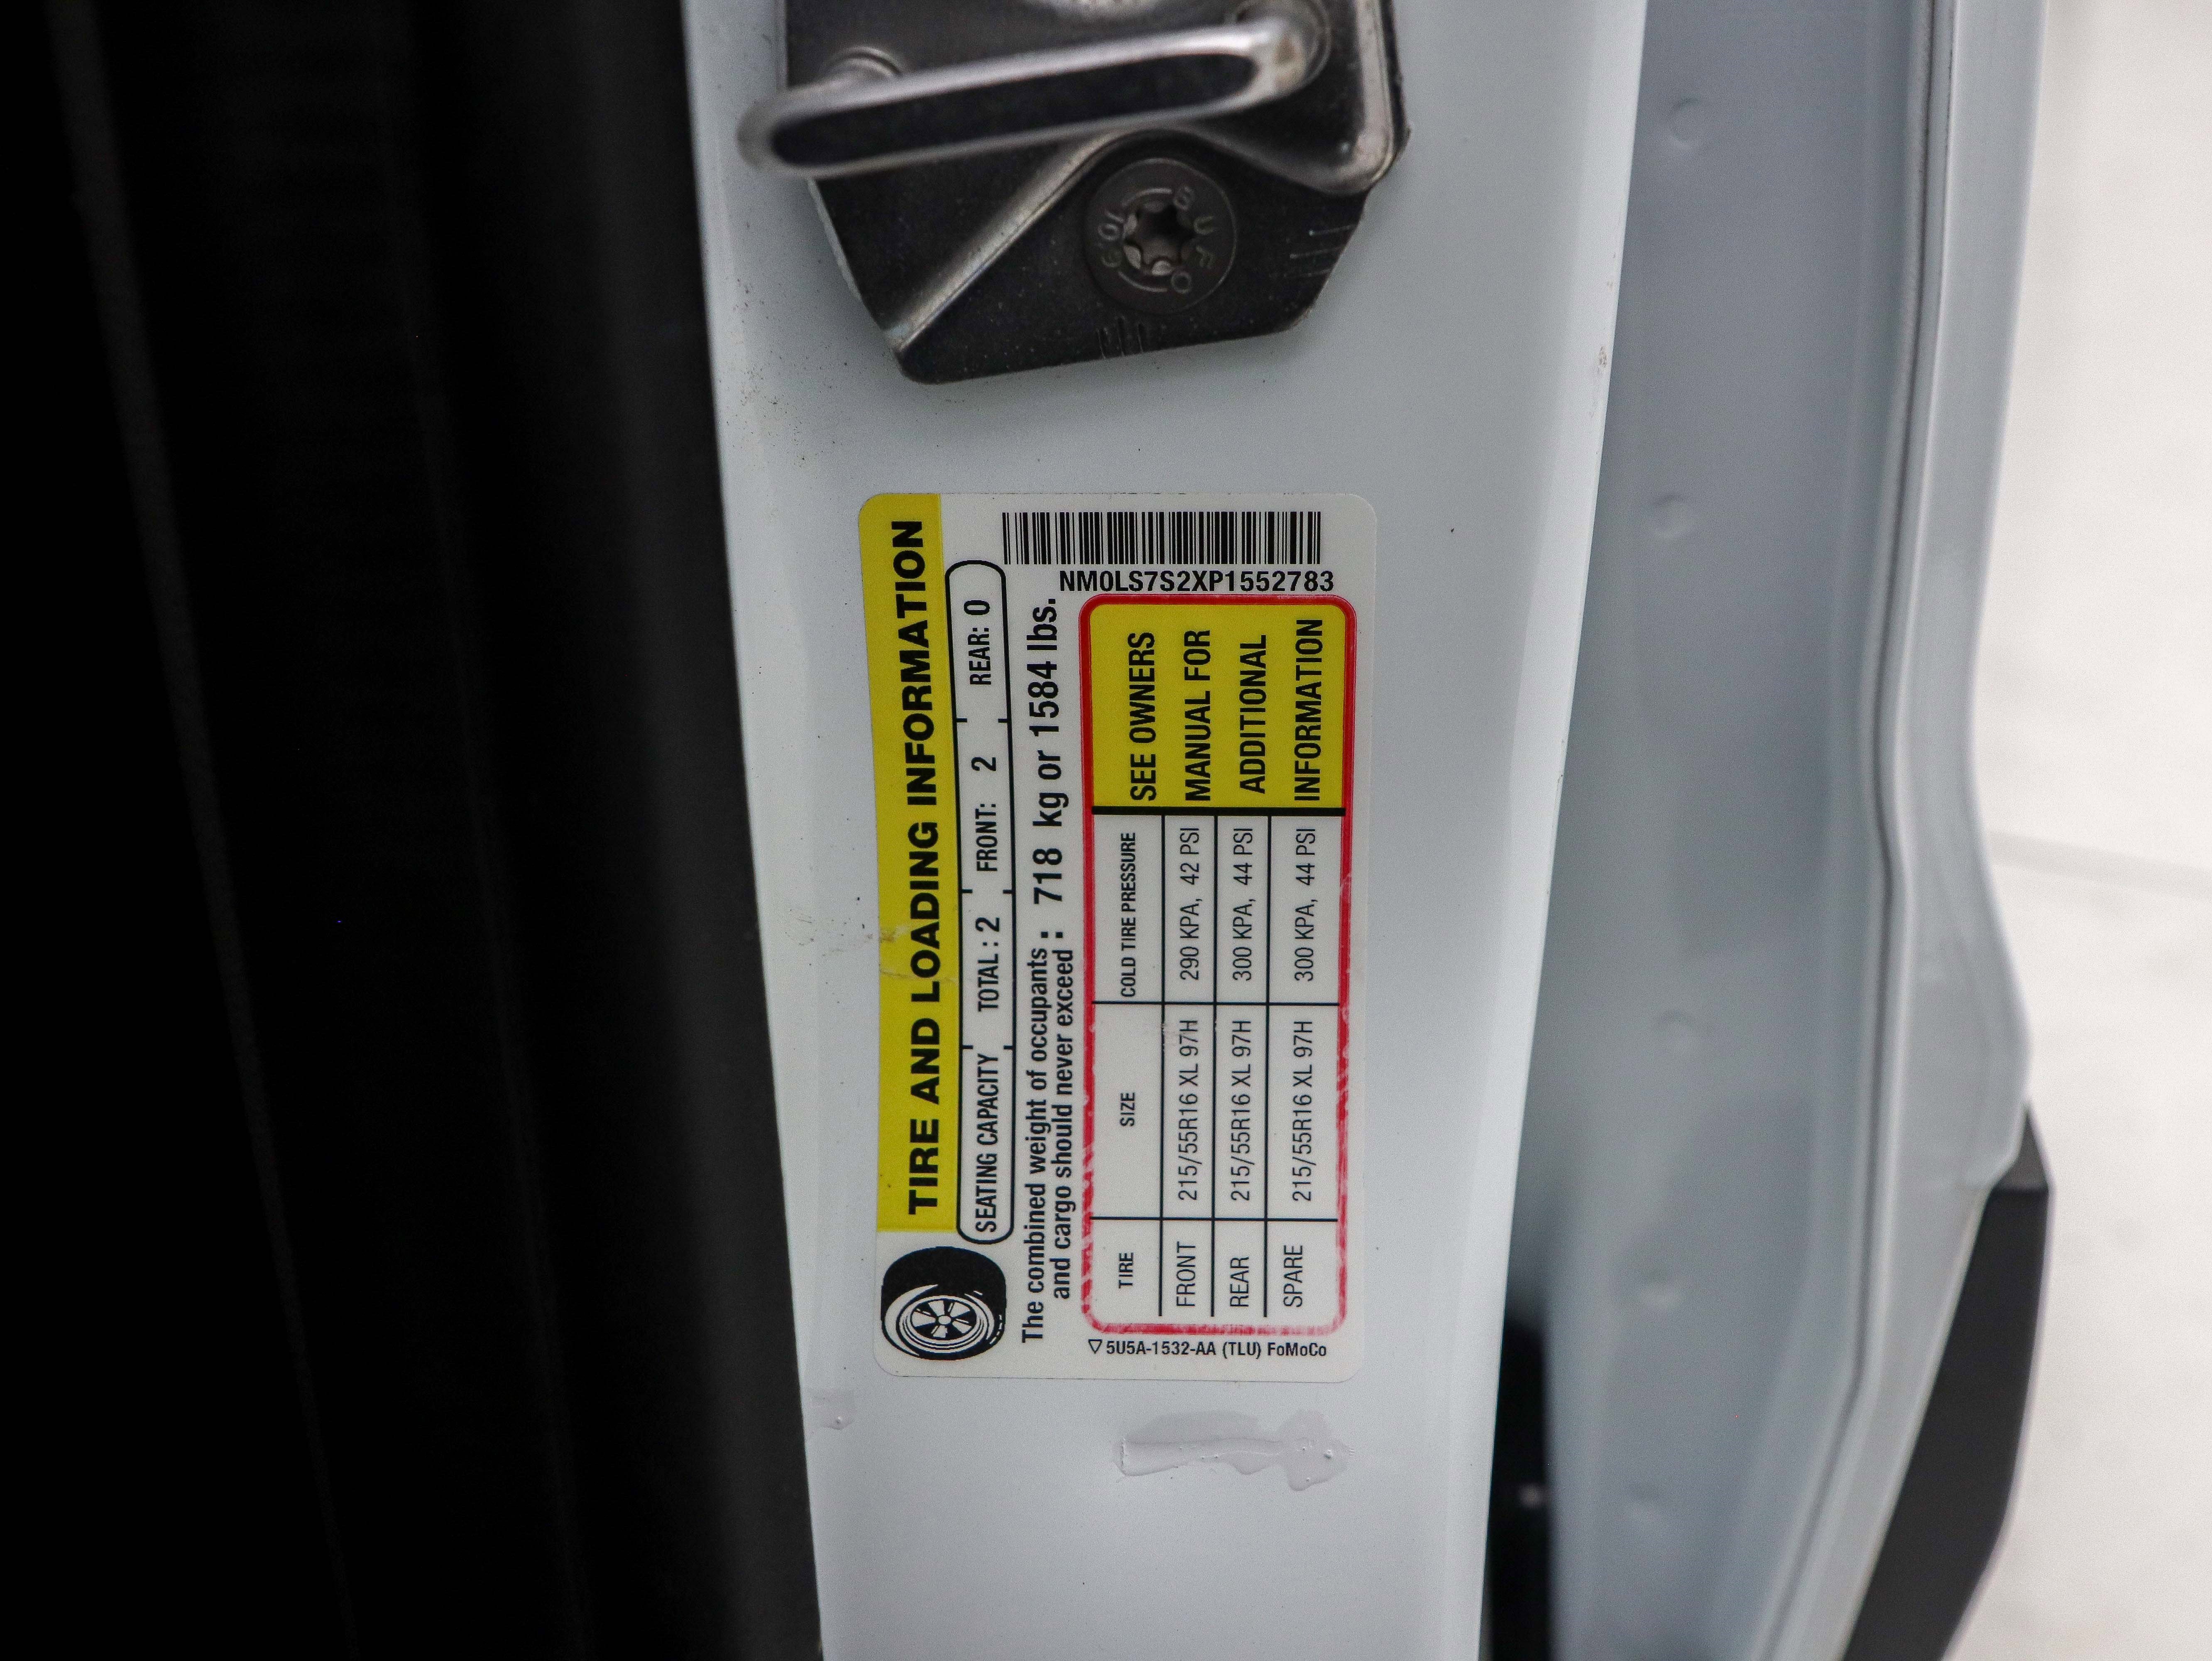 BUFO
10.9
TIRE AND LOADING INFORMATION
SEATING CAPACITY TOTAL : 2 FRONT: 2 REAR: 0
The combined weight of occupants : 718 kg or 1584 lbs.
and cargo should never exceed :
NM0LS7S2XP1552783
TIRE SIZE COLD TIRE PRESSURE
FRONT 215/55R16 XL 97H 290 KPA, 42 PSI
REAR 215/55R16 XL 97H 300 KPA, 44 PSI
SPARE 215/55R16 XL 97H 300 KPA, 44 PSI
SEE OWNERS
MANUAL FOR
ADDITIONAL
INFORMATION
▽ 5U5A-1532-AA (TLU) FoMoCo